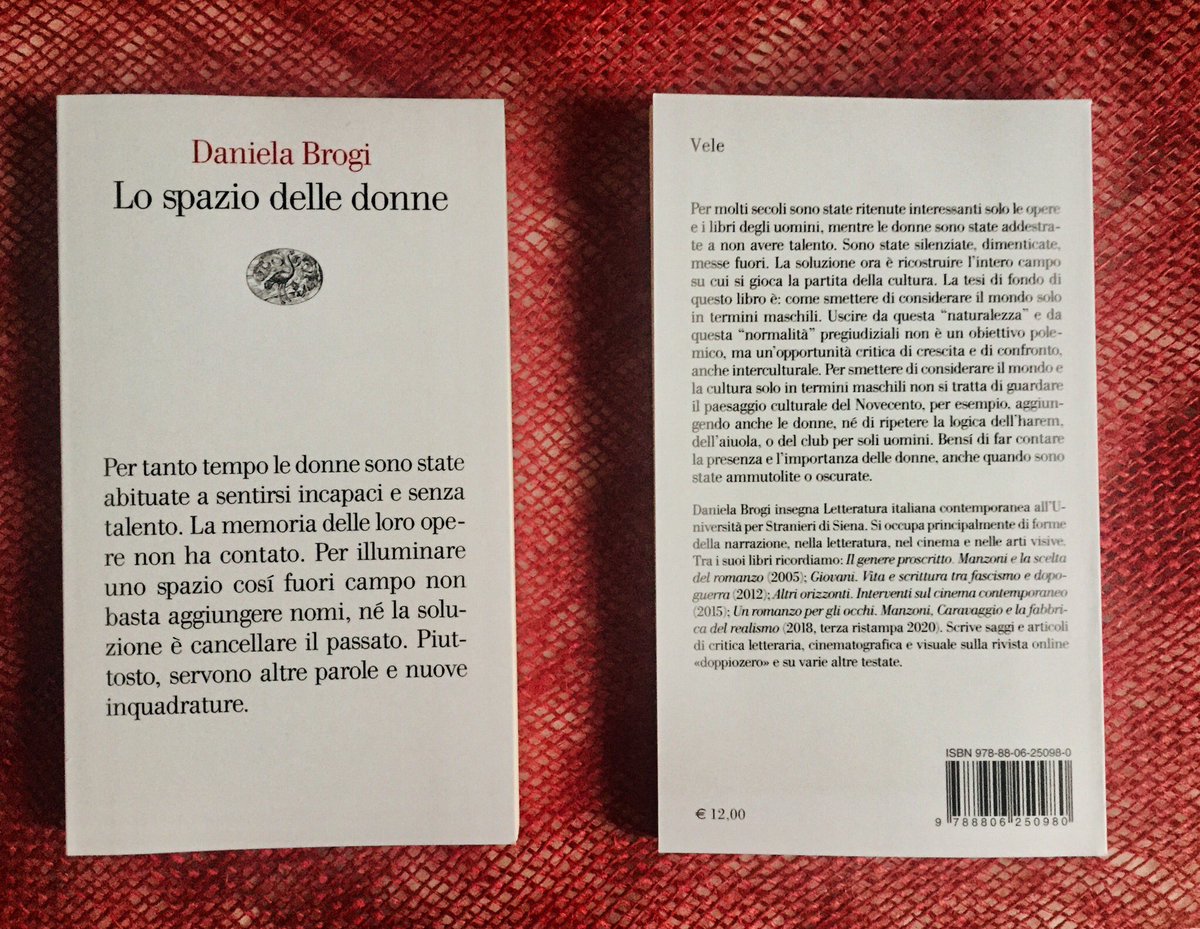 Daniela Brogi
Lo spazio delle donne
Per tanto tempo le donne sono state
abituate a sentirsi incapaci e senza
talento. La memoria delle loro ope-
re non ha contato. Per illuminare
uno spazio cosí fuori campo non
basta aggiungere nomi, né la solu-
zione è cancellare il passato. Piut-
tosto, servono altre parole e nuove
inquadrature.
Vele
Per molti secoli sono state ritenute interessanti solo le opere
e i libri degli uomini, mentre le donne sono state addestra-
te a non avere talento. Sono state silenziate, dimenticate,
messe fuori. La soluzione ora è ricostruire l'intero campo
su cui si gioca la partita della cultura. La tesi di fondo di
questo libro è: come smettere di considerare il mondo solo
in termini maschili. Uscire da questa "naturalezza" e da
questa "normalità" pregiudiziali non è un obiettivo pole-
mico, ma un'opportunità critica di crescita e di confronto,
anche interculturale. Per smettere di considerare il mondo e
la cultura solo in termini maschili non si tratta di guardare
il paesaggio culturale del Novecento, per esempio, aggiun-
gendo anche le donne, né di ripetere la logica dell'harem,
dell'aiuola, o del club per soli uomini. Bensí di far contare
la presenza e l'importanza delle donne, anche quando sono
state ammutolite o oscurate.
Daniela Brogi insegna Letteratura italiana contemporanea all'U-
niversità per Stranieri di Siena. Si occupa principalmente di forme
della narrazione, nella letteratura, nel cinema e nelle arti visive.
Tra i suoi libri ricordiamo: Il genere proscritto. Manzoni e la scelta
del romanzo (2005); Giovani. Vita e scrittura tra fascismo e dopo-
guerra (2012); Altri orizzonti. Interventi sul cinema contemporaneo
(2015); Un romanzo per gli occhi. Manzoni, Caravaggio e la fabbri-
ca del realismo (2018, terza ristampa 2020). Scrive saggi e articoli
di critica letteraria, cinematografica e visuale sulla rivista online
«doppiozero» e su varie altre testate.
ISBN 978-88-06-25098-0
€ 12,00
9 788806 250980